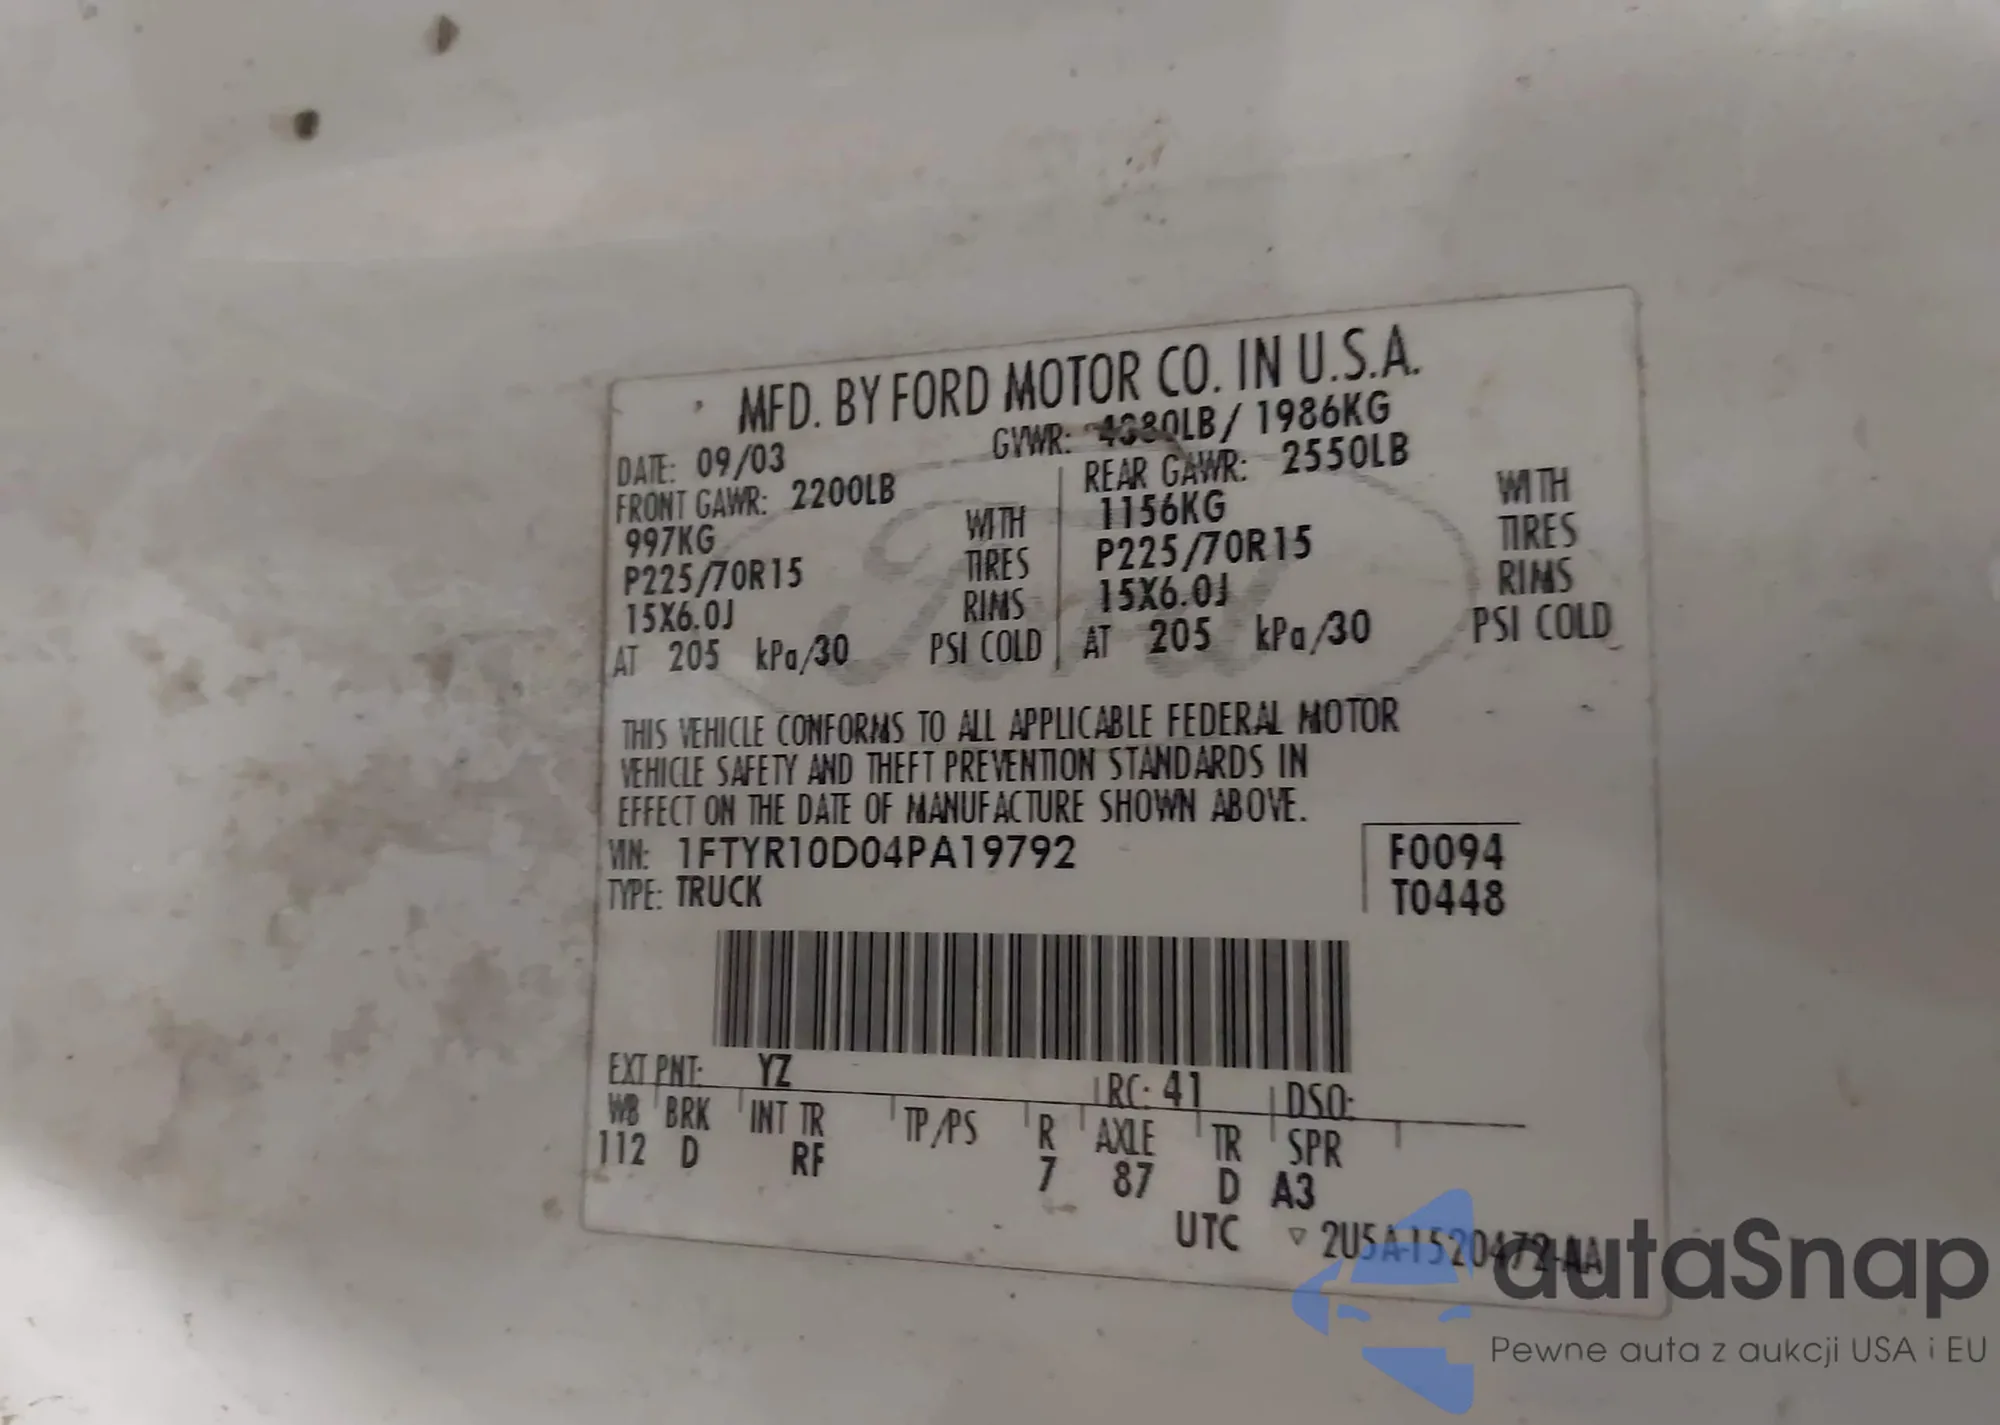 MFD. BY FORD MOTOR CO. IN U.S.A.
DATE: 09/03 GVWR: 4380LB/ 1986KG
FRONT GAWR: 2200LB REAR GAWR: 2550LB
997KG WITH 1156KG WITH
P225/70R15 TIRES P225/70R15 TIRES
15X6.0J RIMS 15X6.0J RIMS
AT 205 kPa/30 PSI COLD AT 205 kPa/30 PSI COLD
Ford
THIS VEHICLE CONFORMS TO ALL APPLICABLE FEDERAL MOTOR
VEHICLE SAFETY AND THEFT PREVENTION STANDARDS IN
EFFECT ON THE DATE OF MANUFACTURE SHOWN ABOVE.
VIN: 1FTYR10D04PA19792 F0094
TYPE: TRUCK T0448
EXT PNT: YZ RC: 41 DSO:
WB BRK INT TR TP/PS R AXLE TR SPR
112 D RF 7 87 D A3
UTC ▽ 2U5A-1520472-AA
autaSnap
Pewne auta z aukcji USA i EU